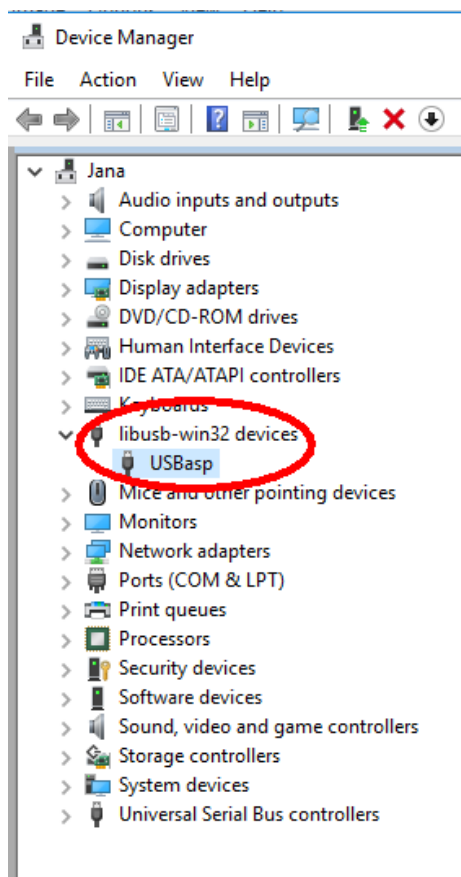 Device Manager
File Action View Help
Jana
Audio inputs and outputs
Computer
Disk drives
Display adapters
DVD/CD-ROM drives
Human Interface Devices
IDE ATA/ATAPI controllers
Keyboards
libusb-win32 devices
USBasp
Mice and other pointing devices
Monitors
Network adapters
Ports (COM & LPT)
Print queues
Processors
Security devices
Software devices
Sound, video and game controllers
Storage controllers
System devices
Universal Serial Bus controllers